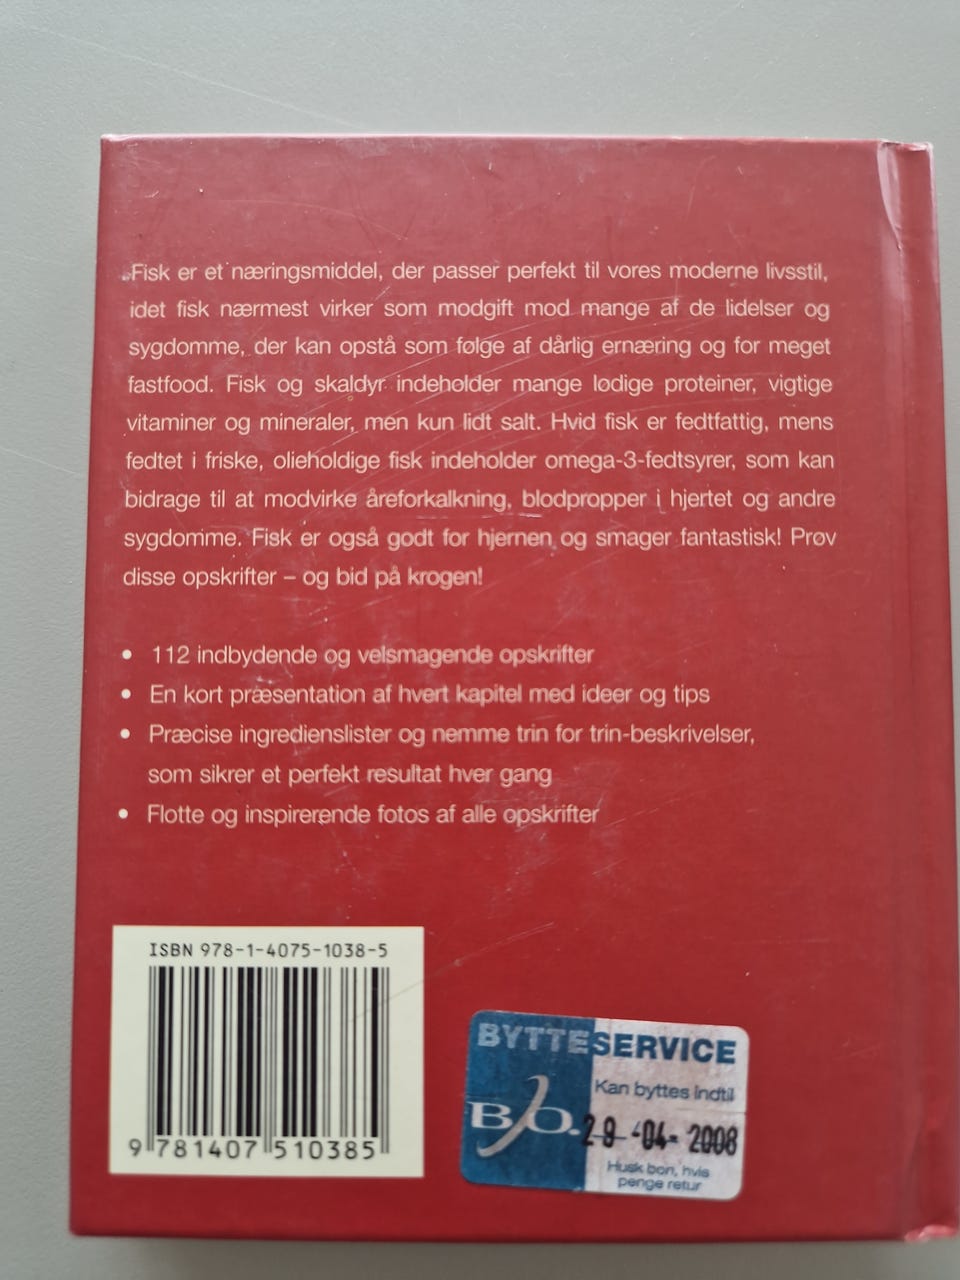 „Fisk er et næringsmiddel, der passer perfekt til vores moderne livsstil,
idet fisk nærmest virker som modgift mod mange af de lidelser og
sygdomme, der kan opstå som følge af dårlig ernæring og for meget
fastfood. Fisk og skaldyr indeholder mange lødige proteiner, vigtige
vitaminer og mineraler, men kun lidt salt. Hvid fisk er fedtfattig, mens
fedtet i friske, olieholdige fisk indeholder omega-3-fedtsyrer, som kan
bidrage til at modvirke åreforkalkning, blodpropper i hjertet og andre
sygdomme. Fisk er også godt for hjernen og smager fantastisk! Prøv
disse opskrifter – og bid på krogen!
• 112 indbydende og velsmagende opskrifter
• En kort præsentation af hvert kapitel med ideer og tips
• Præcise ingredienslister og nemme trin for trin-beskrivelser,
som sikrer et perfekt resultat hver gang
• Flotte og inspirerende fotos af alle opskrifter
ISBN 978-1-4075-1038-5
9 781407 510385
BYTTESERVICE
Kan byttes indtil
B/O.
29-04-2008
Husk bon, hvis
penge retur